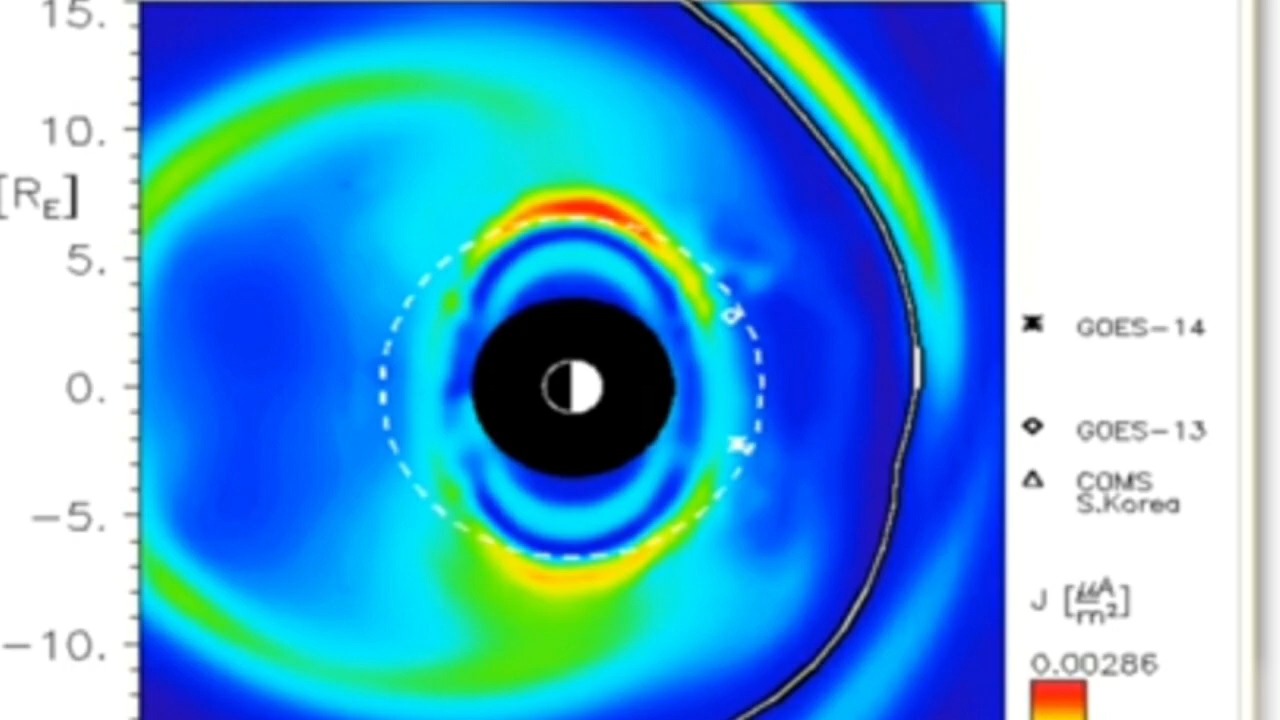 15.
10.
[R_E]
5.
0.
−5.
−10.
GOES−14
GOES−13
COMS
S.Korea
J [μA/m²]
0.00286